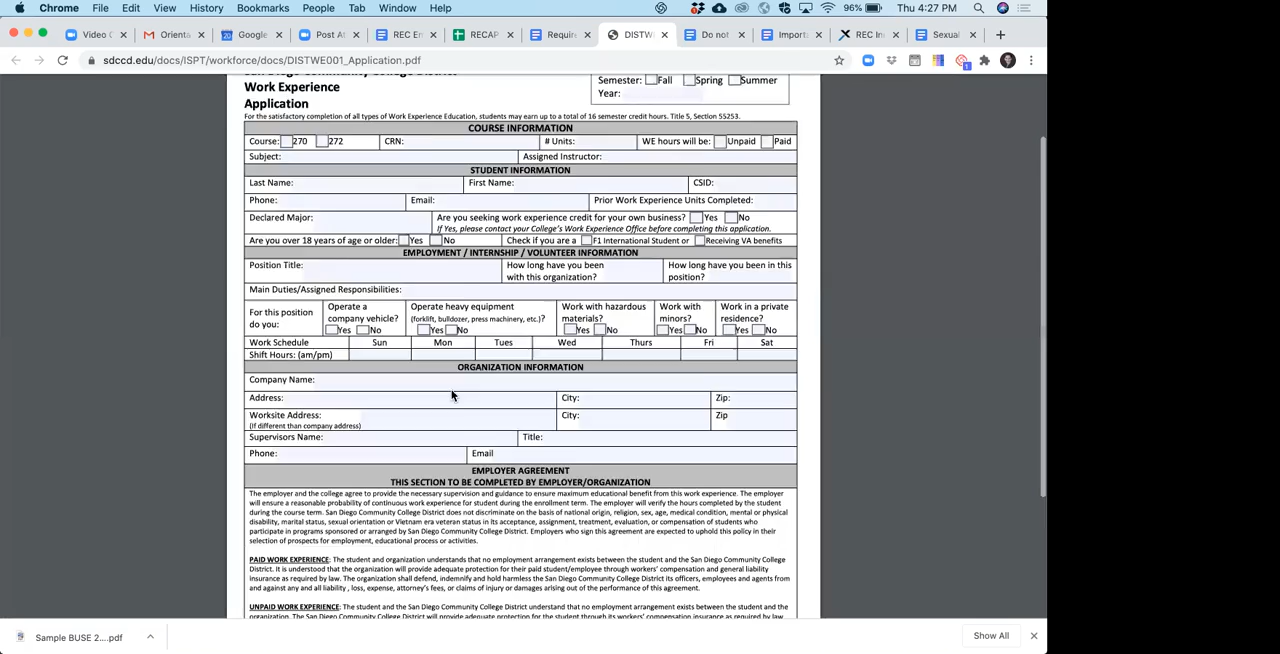 Chrome File Edit View History Bookmarks People Tab Window Help 96% Thu 4:27 PM
Video C Orienta Google Post At REC En RECAP Require DISTWE Do not Importa REC Int Sexual
sdccd.edu/docs/ISPT/workforce/docs/DISTWE001_Application.pdf
San Diego Community College District
Work Experience
Application
Semester: Fall Spring Summer
Year:
For the satisfactory completion of all types of Work Experience Education, students may earn up to a total of 16 semester credit hours. Title 5, Section 55253.
COURSE INFORMATION
Course: 270 272 CRN: # Units: WE hours will be: Unpaid Paid
Subject: Assigned Instructor:
STUDENT INFORMATION
Last Name: First Name: CSID:
Phone: Email: Prior Work Experience Units Completed:
Declared Major: Are you seeking work experience credit for your own business? Yes No
If Yes, please contact your College's Work Experience Office before completing this application.
Are you over 18 years of age or older: Yes No Check if you are a F1 International Student or Receiving VA benefits
EMPLOYMENT / INTERNSHIP / VOLUNTEER INFORMATION
Position Title: How long have you been with this organization? How long have you been in this position?
Main Duties/Assigned Responsibilities:
For this position do you: Operate a company vehicle? Yes No Operate heavy equipment (forklift, bulldozer, press machinery, etc.)? Yes No Work with hazardous materials? Yes No Work with minors? Yes No Work in a private residence? Yes No
Work Schedule Sun Mon Tues Wed Thurs Fri Sat
Shift Hours: (am/pm)
ORGANIZATION INFORMATION
Company Name:
Address: City: Zip:
Worksite Address: City: Zip
(If different than company address)
Supervisors Name: Title:
Phone: Email
EMPLOYER AGREEMENT
THIS SECTION TO BE COMPLETED BY EMPLOYER/ORGANIZATION
The employer and the college agree to provide the necessary supervision and guidance to ensure maximum educational benefit from this work experience. The employer
will ensure a reasonable probability of continuous work experience for student during the enrollment term. The employer will verify the hours completed by the student
during the course term. San Diego Community College District does not discriminate on the basis of national origin, religion, sex, age, medical condition, mental or physical
disability, marital status, sexual orientation or Vietnam era veteran status in its acceptance, assignment, treatment, evaluation, or compensation of students who
participate in programs sponsored or arranged by San Diego Community College District. Employers who sign this agreement are expected to uphold this policy in their
selection of prospects for employment, educational process or activities.
PAID WORK EXPERIENCE: The student and organization understands that no employment arrangement exists between the student and the San Diego Community College
District. It is understood that the organization will provide adequate protection for their paid student/employee through workers' compensation and general liability
insurance as required by law. The organization shall defend, indemnify and hold harmless the San Diego Community College District its officers, employees and agents from
and against any and all liability , loss, expense, attorney's fees, or claims of injury or damages arising out of the performance of this agreement.
UNPAID WORK EXPERIENCE: The student and the San Diego Community College District understand that no employment arrangement exists between the student and the
organization. The San Diego Community College District will provide adequate protection for the student through its workers' compensation insurance as required by law.
Sample BUSE 2....pdf
Show All